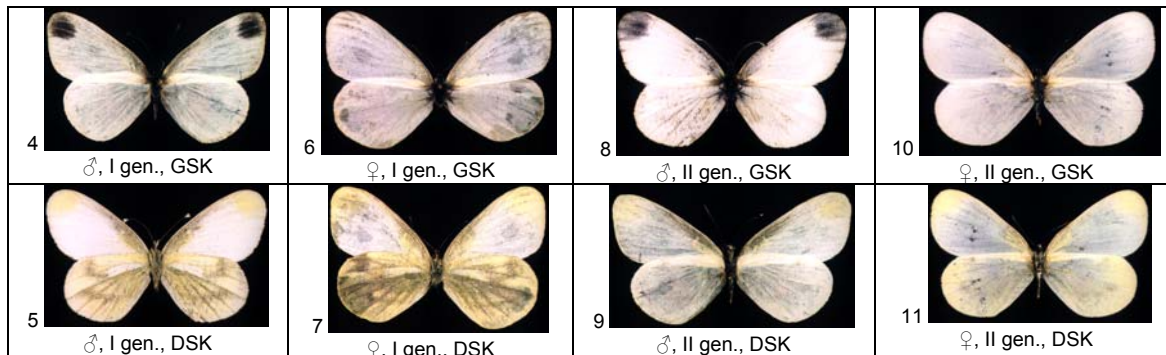 4
♂, I gen., GSK
6
♀, I gen., GSK
8
♂, II gen., GSK
10
♀, II gen., GSK
5
♂, I gen., DSK
7
♀, I gen., DSK
9
♂, II gen., DSK
11
♀, II gen., DSK